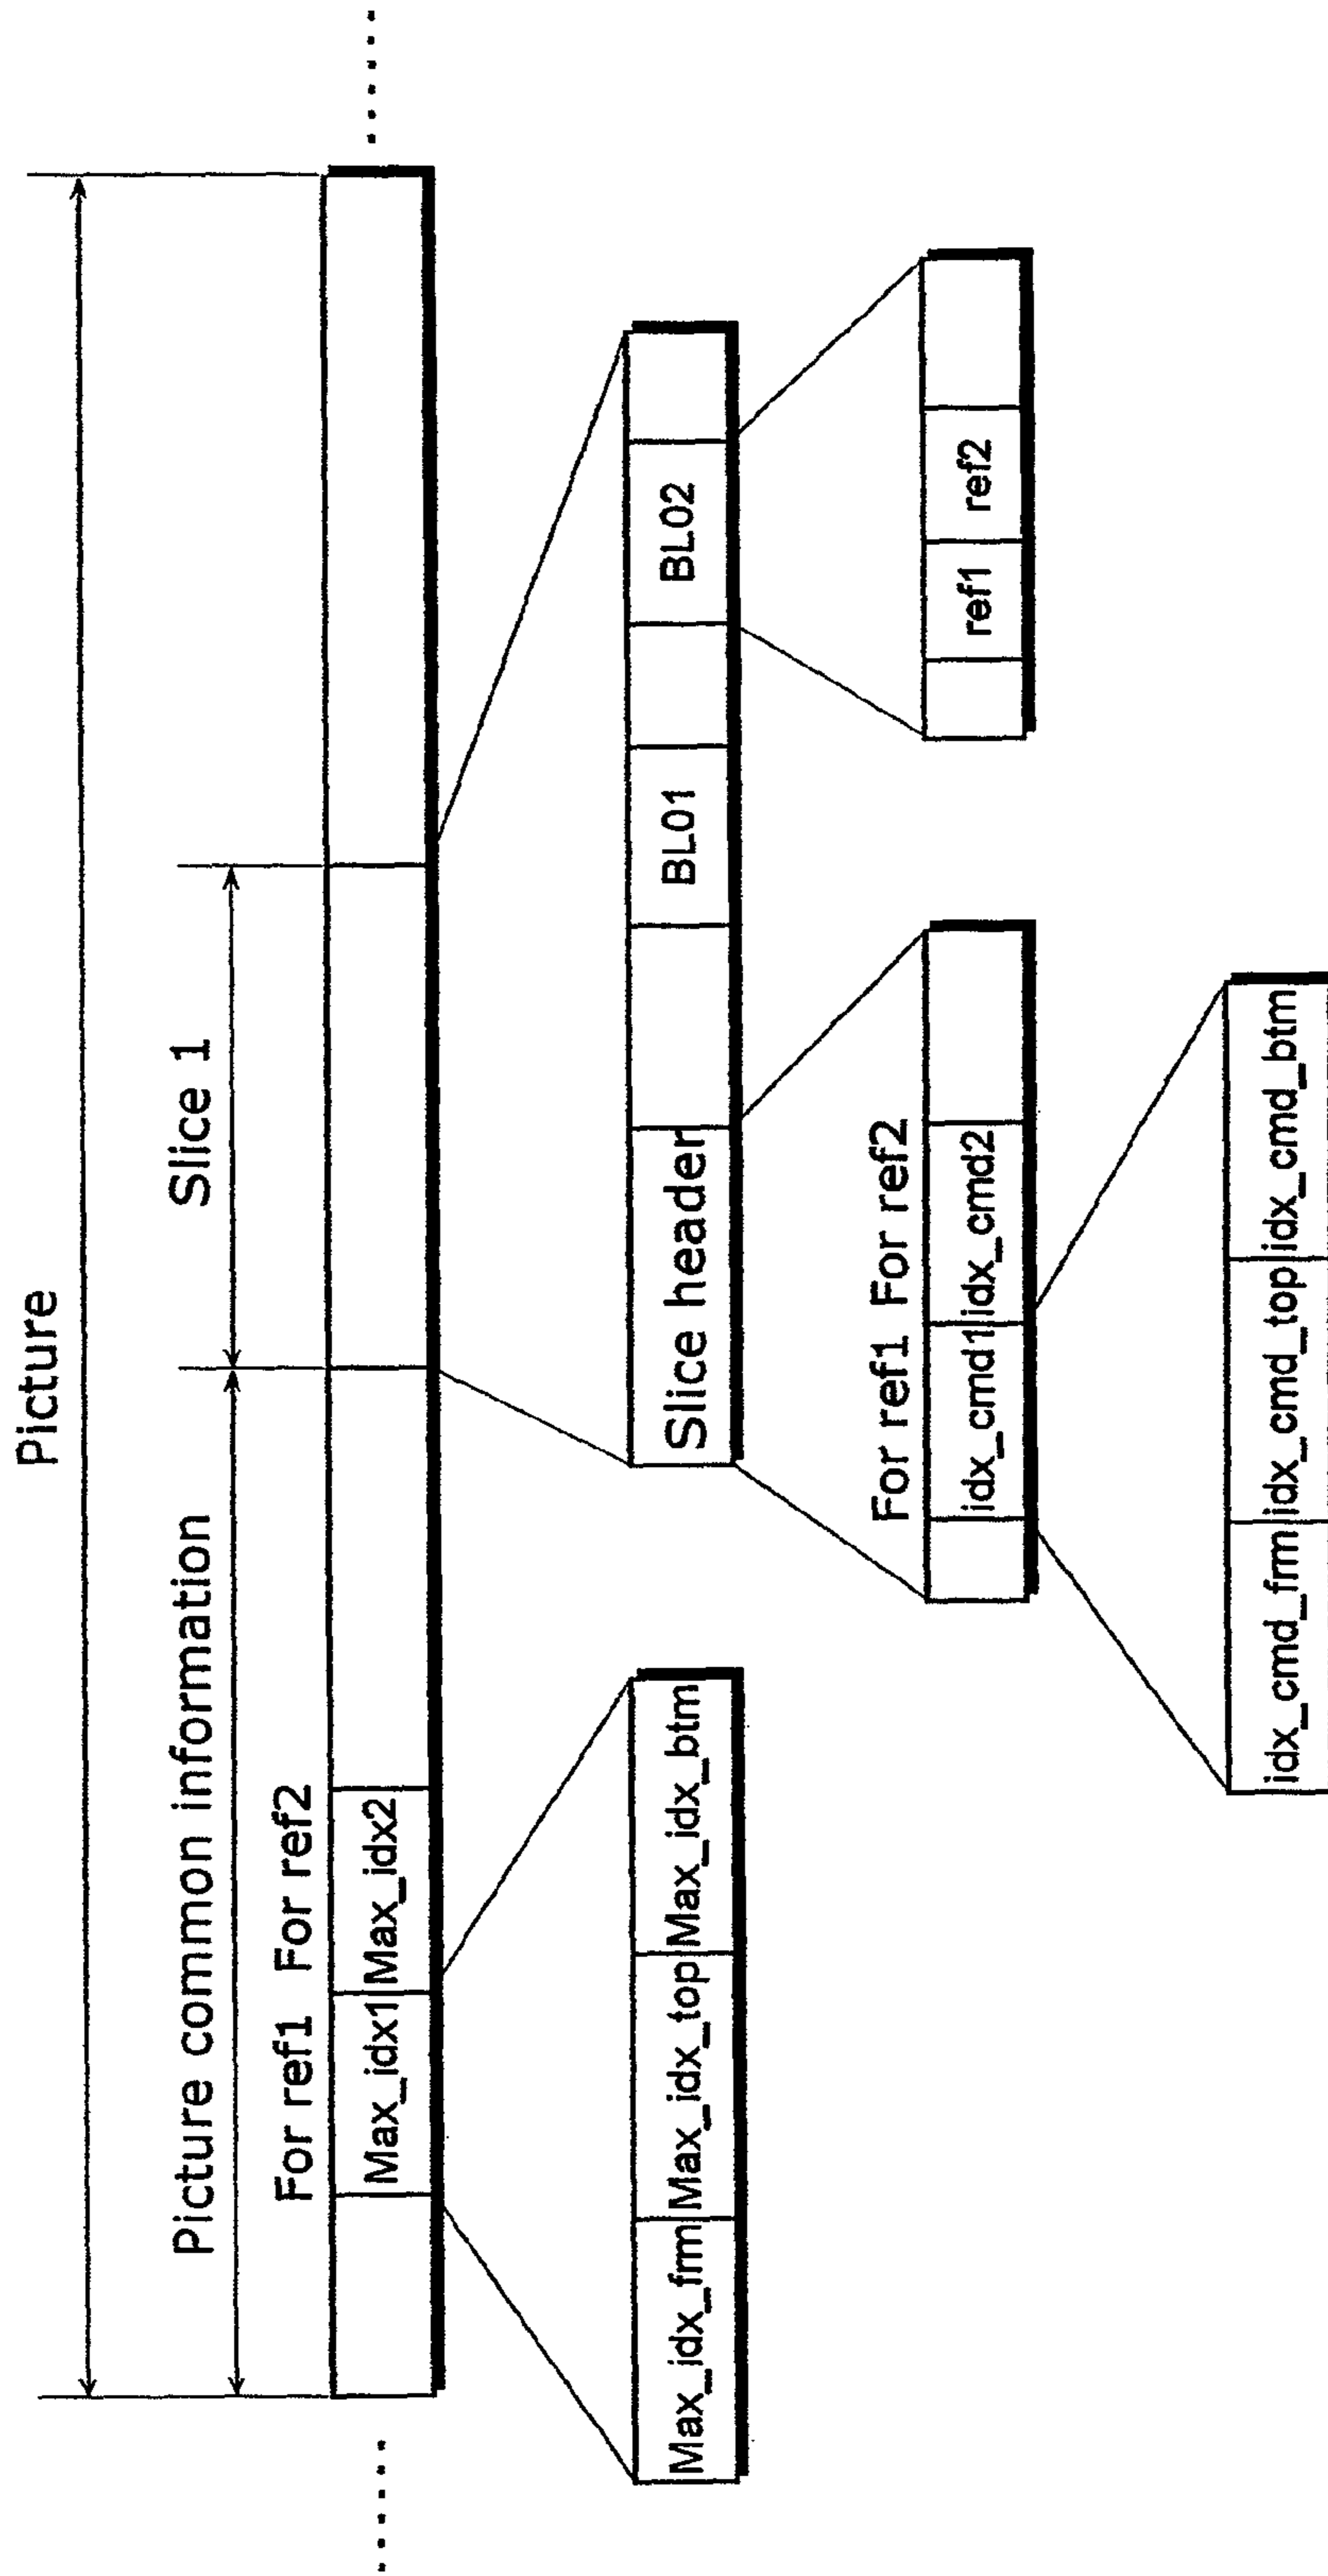 Picture
Picture common information
Slice 1
For ref1 For ref2
Max_idx1 Max_idx2
Max_idx_frm Max_idx_top Max_idx_btm
Slice header BL01 BL02
For ref1 For ref2
idx_cmd1 idx_cmd2
ref1 ref2
idx_cmd_frm idx_cmd_top idx_cmd_btm